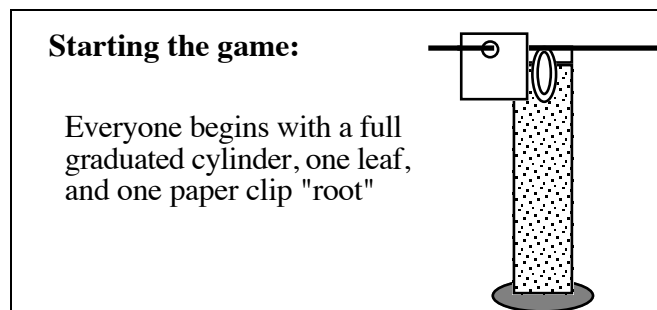 Starting the game:
Everyone begins with a full
graduated cylinder, one leaf,
and one paper clip "root"